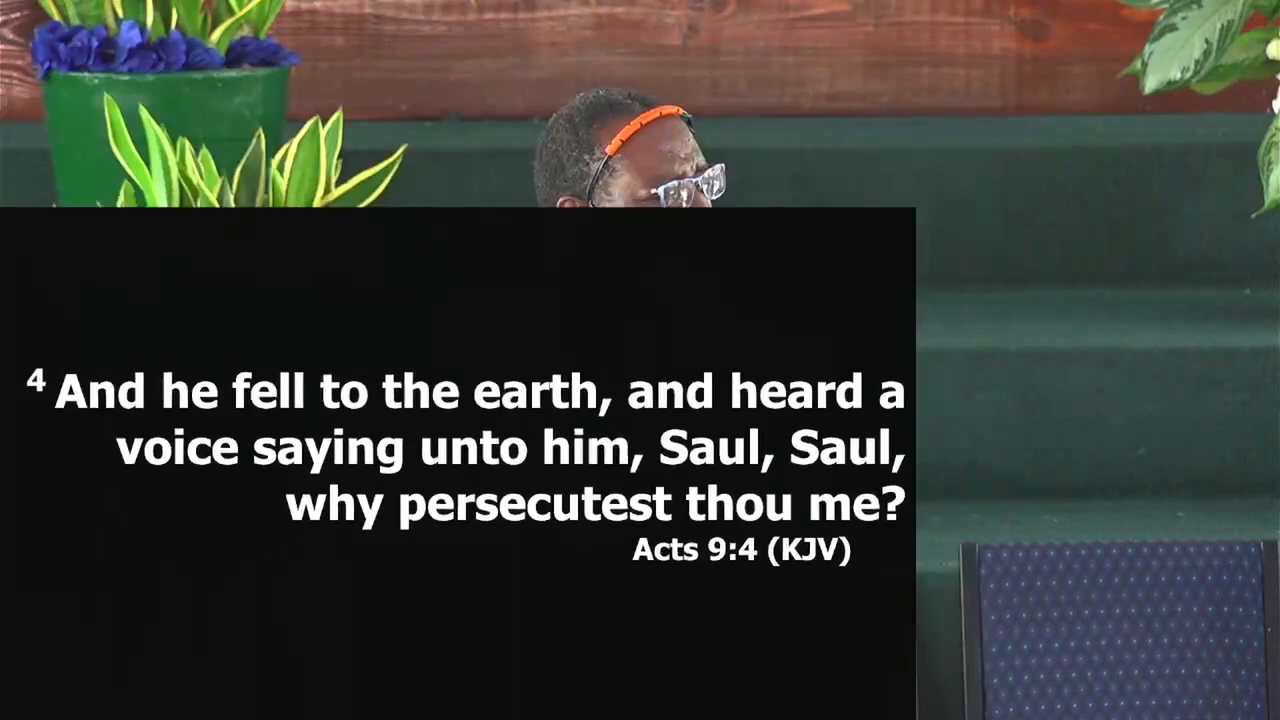 4 And he fell to the earth, and heard a
voice saying unto him, Saul, Saul,
why persecutest thou me?
Acts 9:4 (KJV)